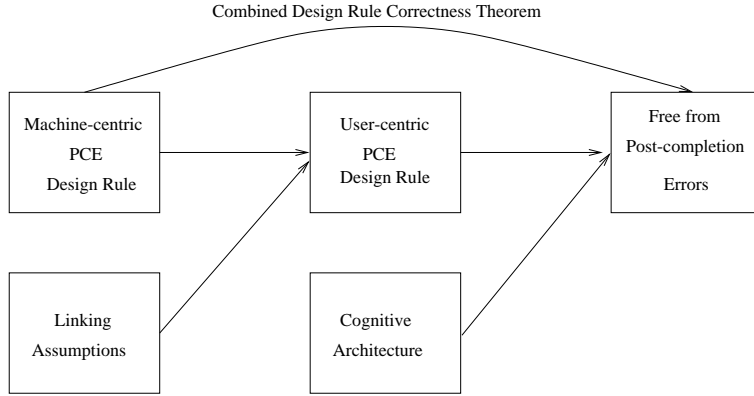 Combined Design Rule Correctness Theorem
Machine-centric
PCE
Design Rule
User-centric
PCE
Design Rule
Free from
Post-completion
Errors
Linking
Assumptions
Cognitive
Architecture